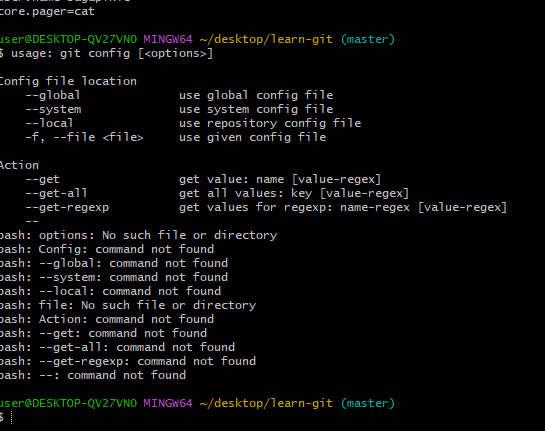 core.pager=cat
user@DESKTOP-QV27VNO MINGW64 ~/desktop/learn-git (master)
$ usage: git config [<options>]
Config file location
--global use global config file
--system use system config file
--local use repository config file
-f, --file <file> use given config file
Action
--get get value: name [value-regex]
--get-all get all values: key [value-regex]
--get-regexp get values for regexp: name-regex [value-regex]
--
bash: options: No such file or directory
bash: Config: command not found
bash: --global: command not found
bash: --system: command not found
bash: --local: command not found
bash: file: No such file or directory
bash: Action: command not found
bash: --get: command not found
bash: --get-all: command not found
bash: --get-regexp: command not found
bash: --: command not found
user@DESKTOP-QV27VNO MINGW64 ~/desktop/learn-git (master)
$